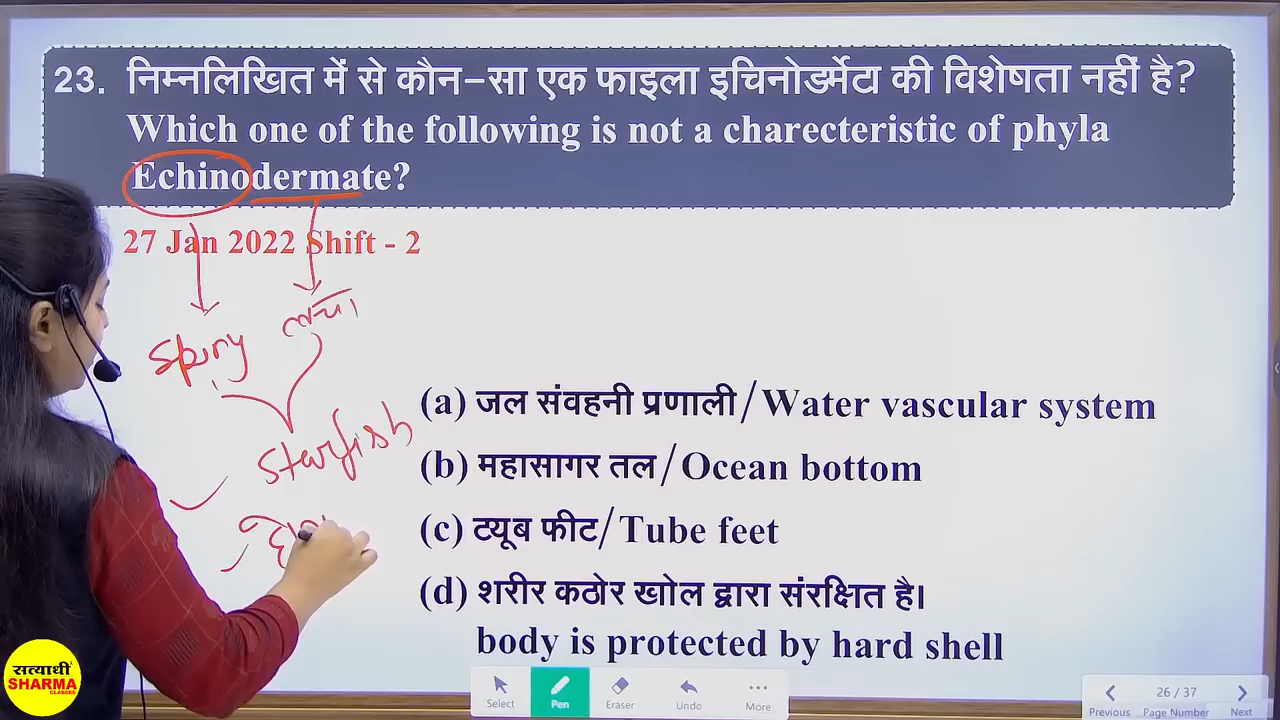 23. निम्नलिखित में से कौन-सा एक फाइला इचिनोडर्मेटा की विशेषता नहीं है?
Which one of the following is not a charecteristic of phyla
Echinodermate?
27 Jan 2022 Shift - 2
Spiny
त्वचा
Starfish
(a) जल संवहनी प्रणाली/Water vascular system
(b) महासागर तल/Ocean bottom
(c) ट्यूब फीट/Tube feet
(d) शरीर कठोर खोल द्वारा संरक्षित है।
body is protected by hard shell
सत्यार्थी
SHARMA
CLASSES
Select
Pen
Eraser
Undo
More
26 / 37
Previous
Page Number
Next